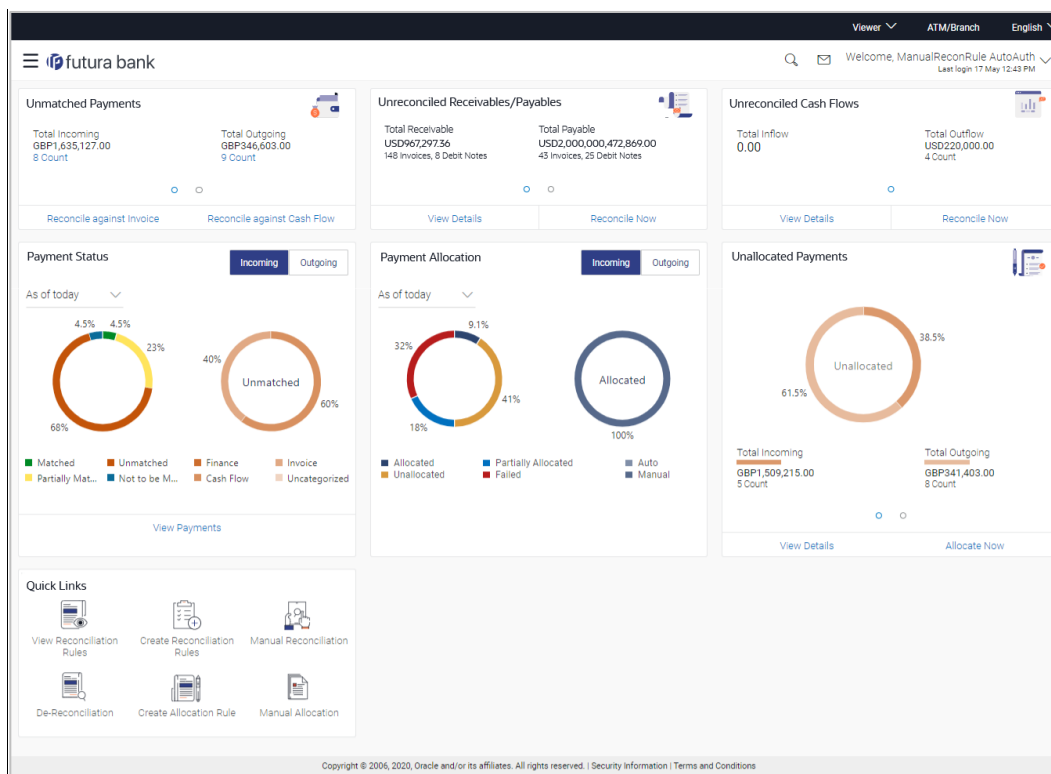 Viewer ATM/Branch English
futura bank
Welcome, ManualReconRule AutoAuth
Last login 17 May 12:43 PM
Unmatched Payments
Total Incoming Total Outgoing
GBP1,635,127.00 GBP346,603.00
8 Count 9 Count
Reconcile against Invoice Reconcile against Cash Flow
Unreconciled Receivables/Payables
Total Receivable Total Payable
USD967,297.36 USD2,000,000,472,869.00
148 Invoices, 8 Debit Notes 43 Invoices, 25 Debit Notes
View Details Reconcile Now
Unreconciled Cash Flows
Total Inflow Total Outflow
0.00 USD220,000.00
4 Count
View Details Reconcile Now
Payment Status Incoming Outgoing
As of today
4.5% 4.5%
23%
68%
40%
Unmatched
60%
Matched Unmatched Finance Invoice
Partially Mat... Not to be M... Cash Flow Uncategorized
View Payments
Payment Allocation Incoming Outgoing
As of today
9.1%
32%
41%
18%
Allocated
100%
Allocated Partially Allocated Auto
Unallocated Failed Manual
Unallocated Payments
38.5%
Unallocated
61.5%
Total Incoming Total Outgoing
GBP1,509,215.00 GBP341,403.00
5 Count 8 Count
View Details Allocate Now
Quick Links
View Reconciliation Rules
Create Reconciliation Rules
Manual Reconciliation
De-Reconciliation Create Allocation Rule Manual Allocation
Copyright © 2006, 2020, Oracle and/or its affiliates. All rights reserved. | Security Information | Terms and Conditions